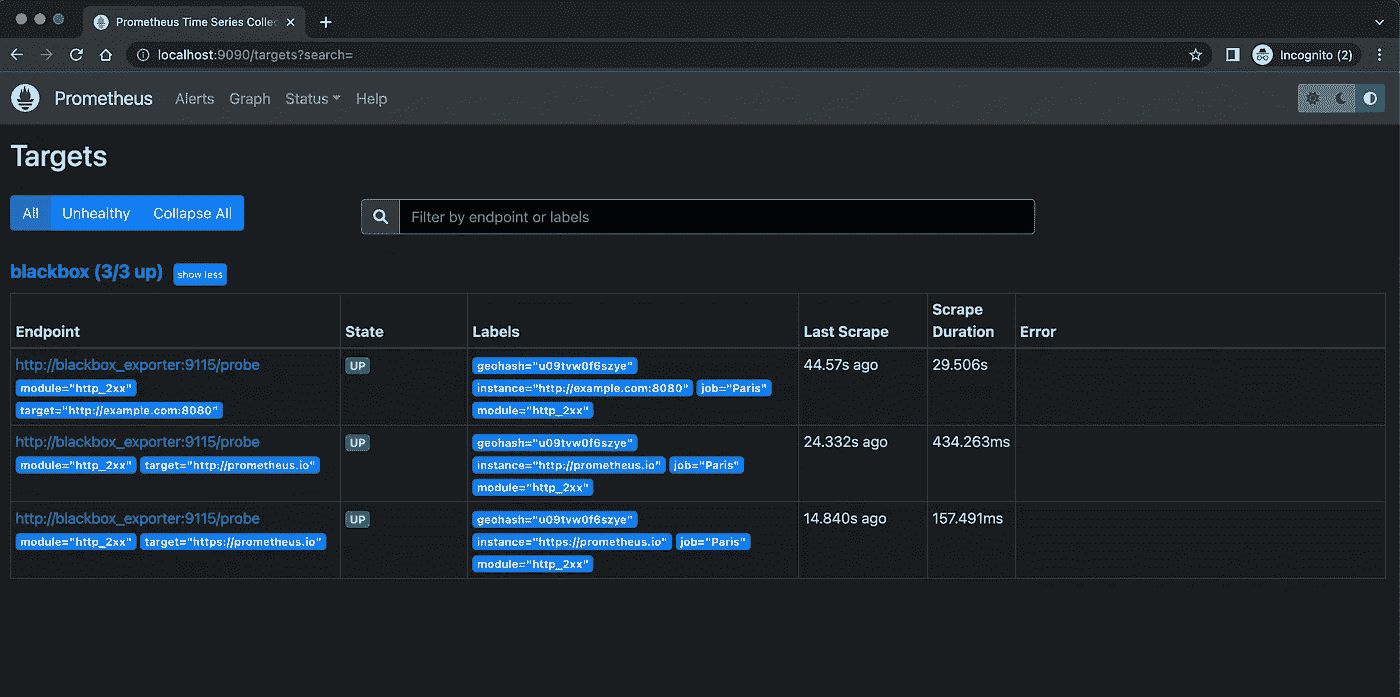 Prometheus Time Series Collec
localhost:9090/targets?search=
Incognito (2)
Prometheus Alerts Graph Status Help
Targets
All Unhealthy Collapse All
Filter by endpoint or labels
blackbox (3/3 up) show less
Endpoint State Labels Last Scrape Scrape Duration Error
http://blackbox_exporter:9115/probe
module="http_2xx"
target="http://example.com:8080"
UP
geohash="u09tvw0f6szye"
instance="http://example.com:8080" job="Paris"
module="http_2xx"
44.57s ago
29.506s
http://blackbox_exporter:9115/probe
module="http_2xx" target="http://prometheus.io"
UP
geohash="u09tvw0f6szye"
instance="http://prometheus.io" job="Paris"
module="http_2xx"
24.332s ago
434.263ms
http://blackbox_exporter:9115/probe
module="http_2xx" target="https://prometheus.io"
UP
geohash="u09tvw0f6szye"
instance="https://prometheus.io" job="Paris"
module="http_2xx"
14.840s ago
157.491ms